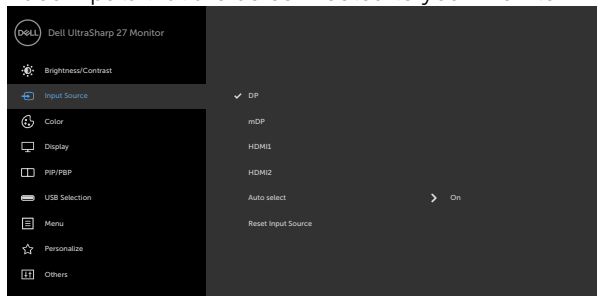 DELL Dell UltraSharp 27 Monitor
Brightness/Contrast
Input Source
✓ DP
Color
mDP
Display
HDMI1
PIP/PBP
HDMI2
USB Selection
Auto select > On
Menu
Reset Input Source
Personalize
Others